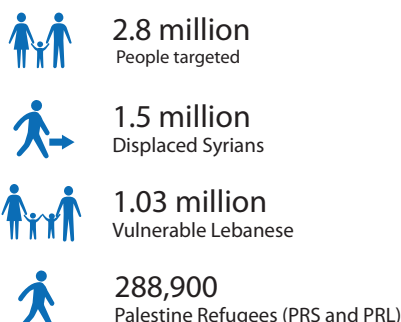 2.8 million
People targeted
1.5 million
Displaced Syrians
1.03 million
Vulnerable Lebanese
288,900
Palestine Refugees (PRS and PRL)